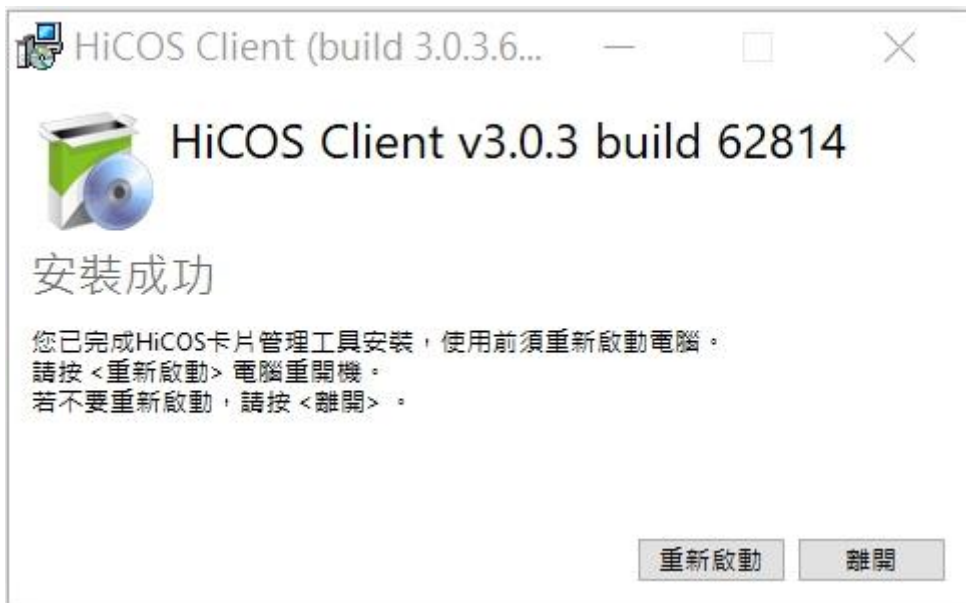 HiCOS Client (build 3.0.3.6...
HiCOS Client v3.0.3 build 62814
安裝成功
您已完成HiCOS卡片管理工具安裝，使用前須重新啟動電腦。
請按 <重新啟動> 電腦重開機。
若不要重新啟動，請按 <離開> 。
重新啟動
離開